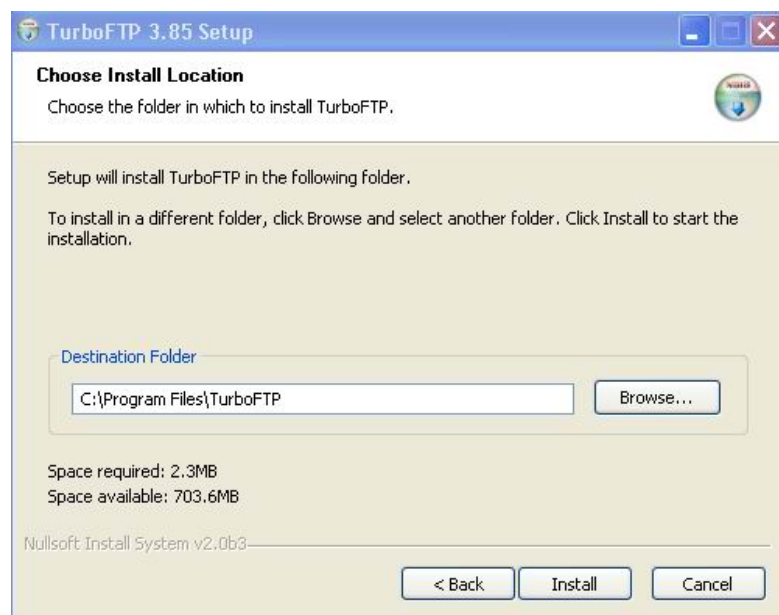 TurboFTP 3.85 Setup
Choose Install Location
Choose the folder in which to install TurboFTP.
Setup will install TurboFTP in the following folder.
To install in a different folder, click Browse and select another folder. Click Install to start the
installation.
Destination Folder
C:\Program Files\TurboFTP
Browse...
Space required: 2.3MB
Space available: 703.6MB
Nullsoft Install System v2.0b3
< Back
Install
Cancel